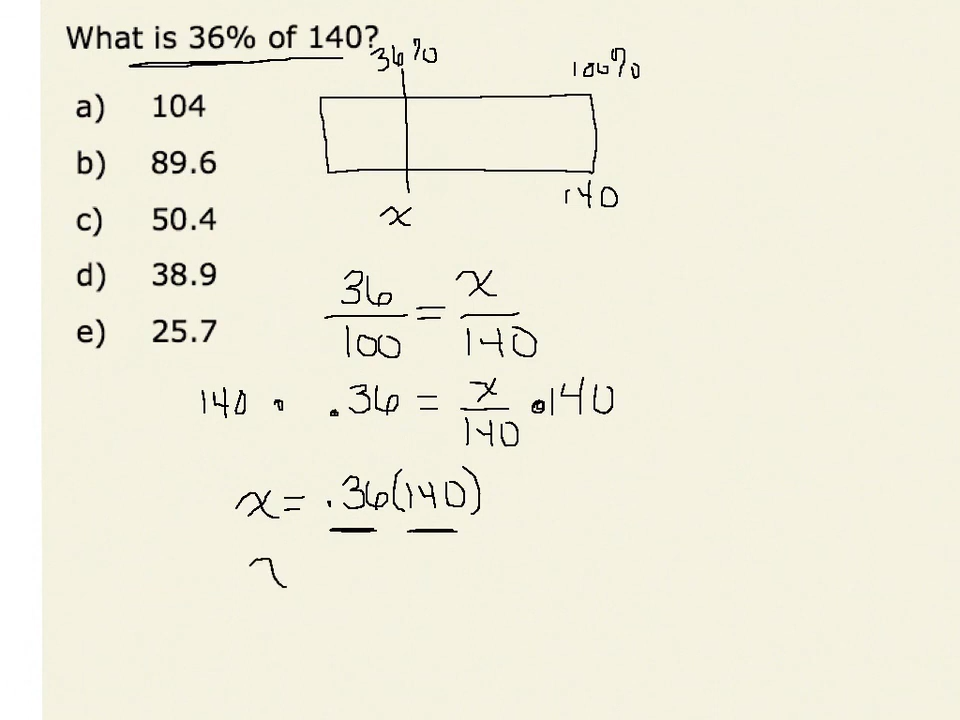 What is 36% of 140?
36%
100%
a) 104
b) 89.6
c) 50.4
d) 38.9
e) 25.7
x
140
36/100 = x/140
140 · .36 = x/140 · 140
x = .36(140)